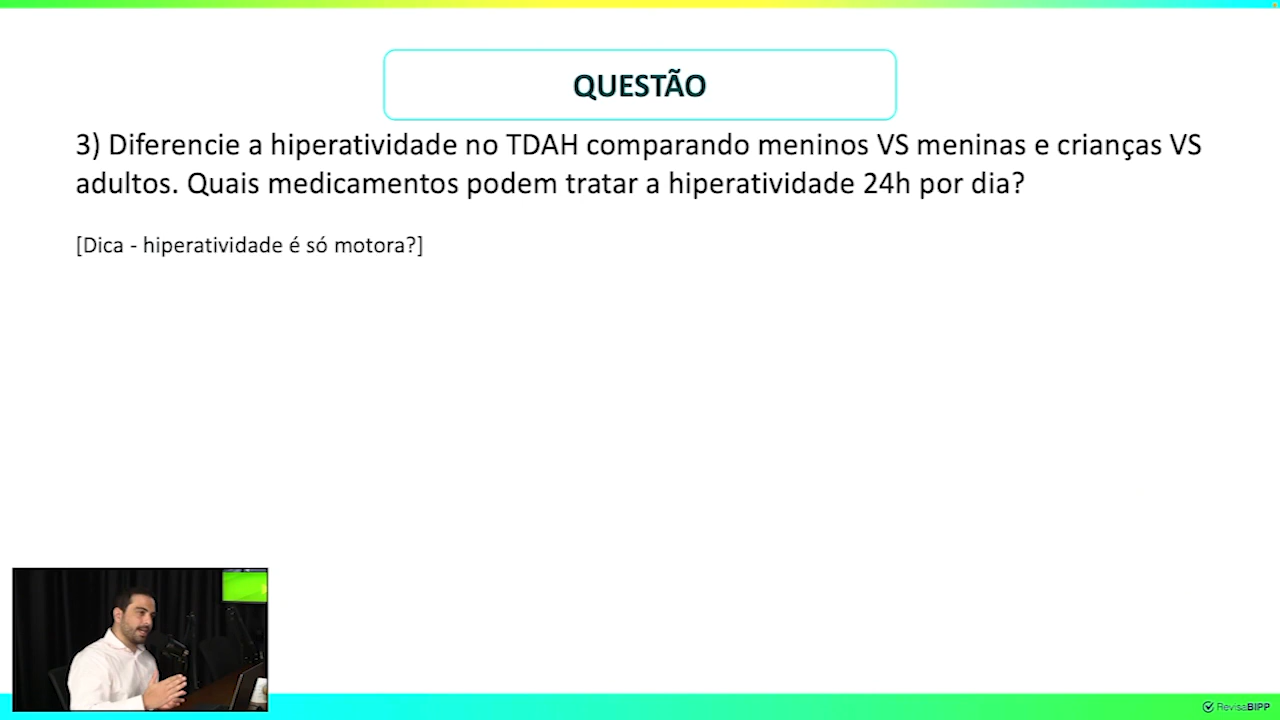 QUESTÃO
3) Diferencie a hiperatividade no TDAH comparando meninos VS meninas e crianças VS
adultos. Quais medicamentos podem tratar a hiperatividade 24h por dia?
[Dica - hiperatividade é só motora?]
RevisaBIPP